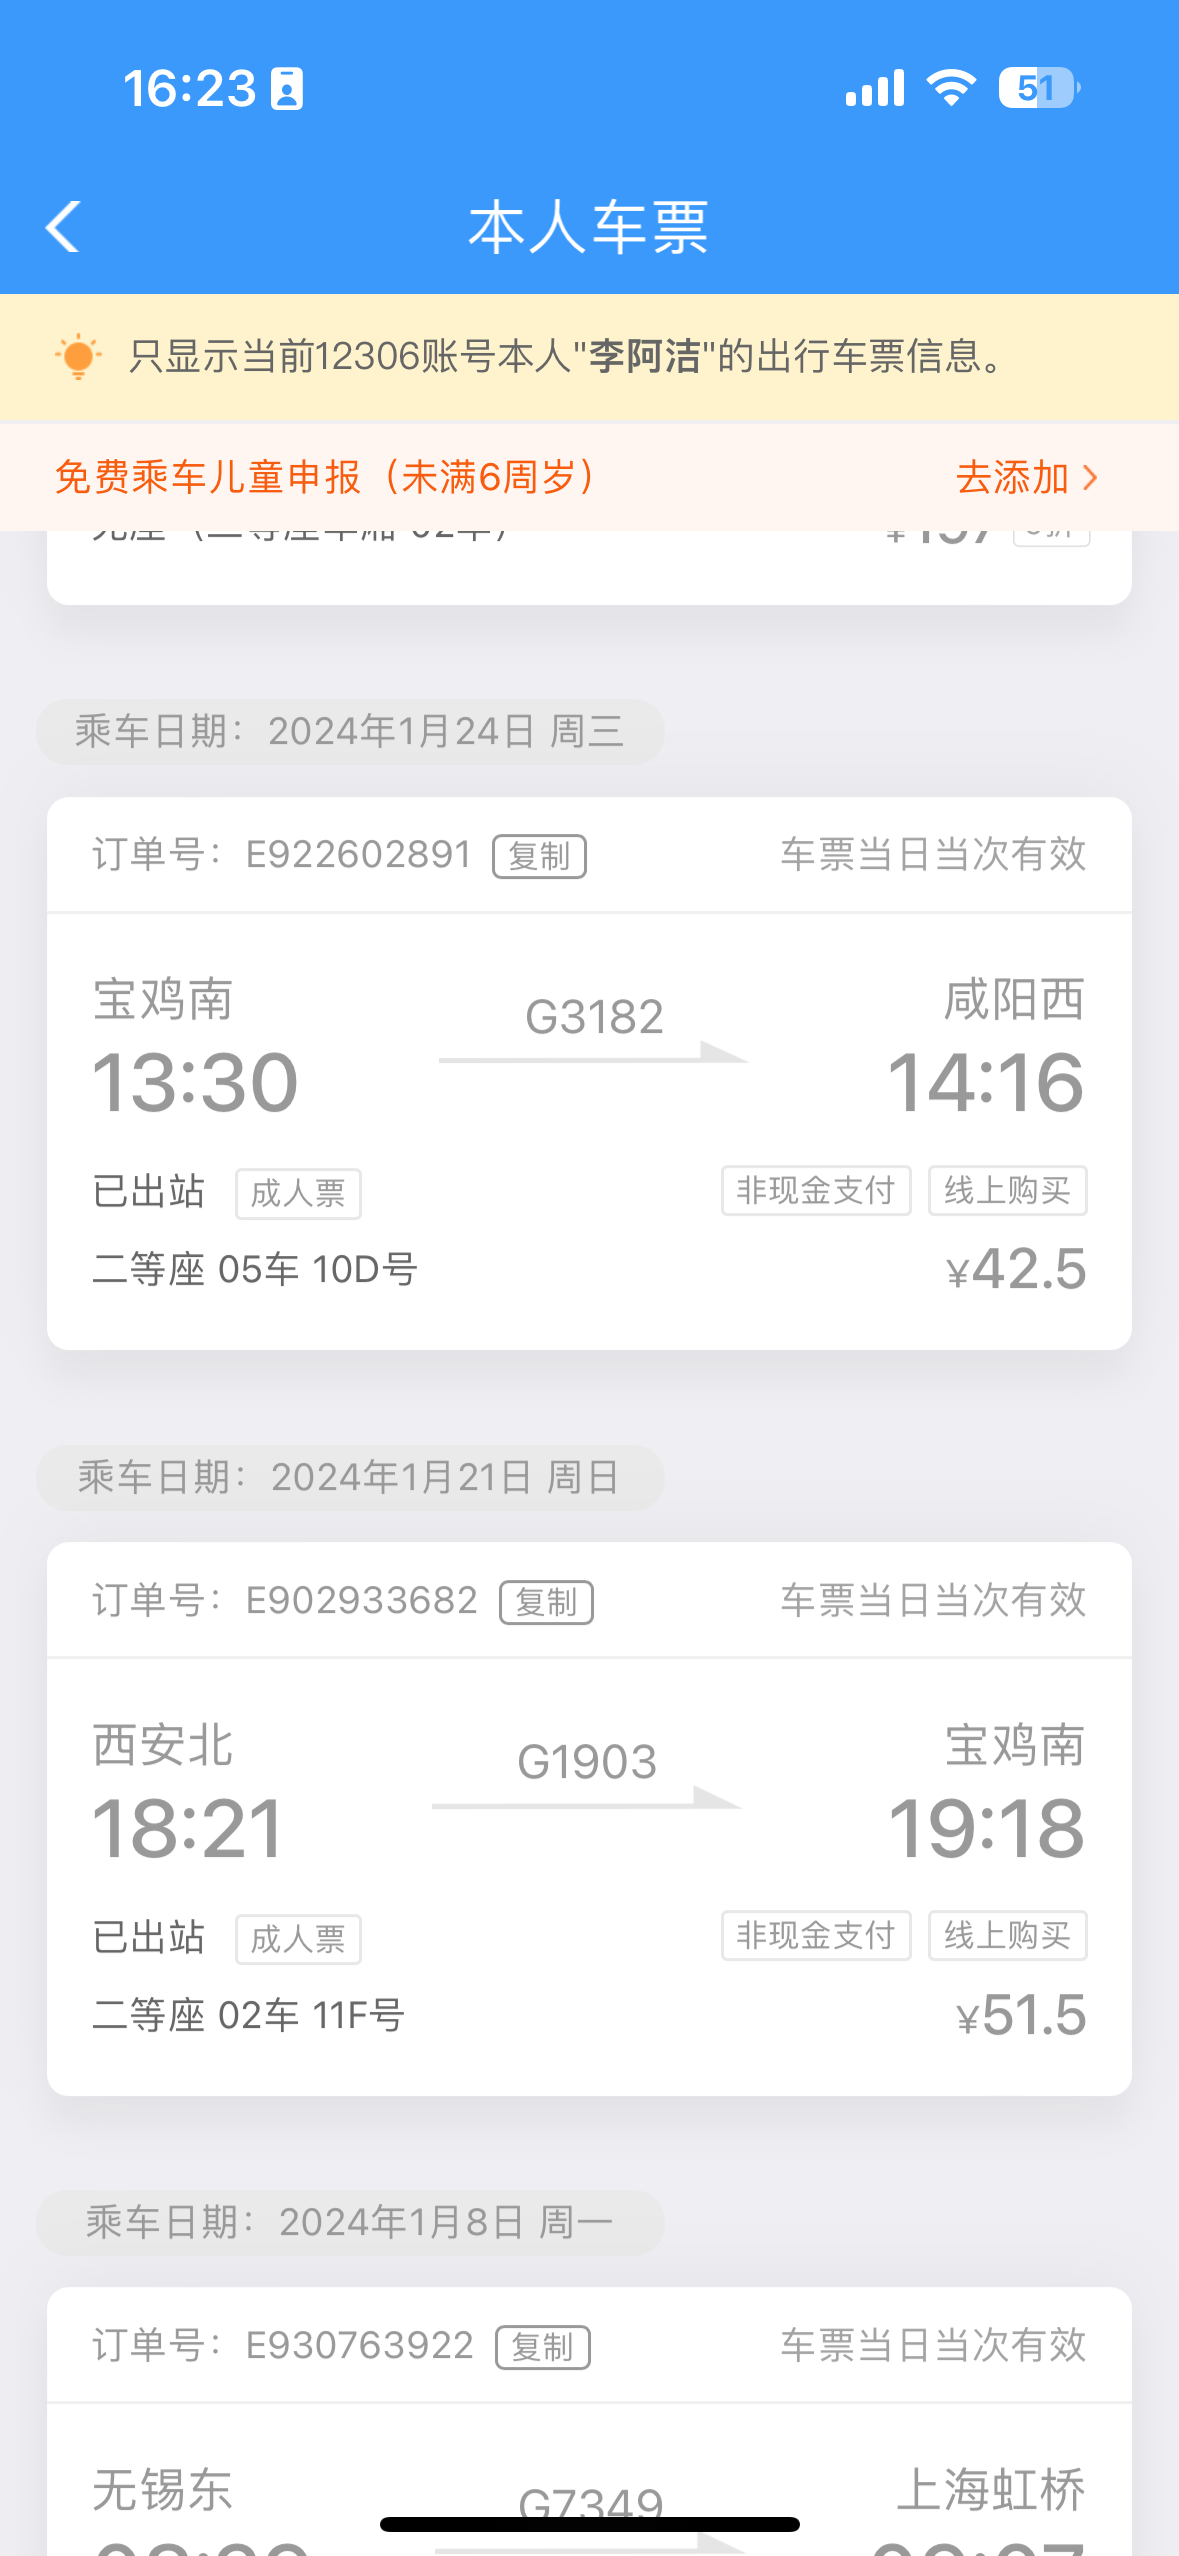 16:23
51
本人车票
只显示当前12306账号本人"李阿洁"的出行车票信息。
免费乘车儿童申报（未满6周岁） 去添加
乘车日期：2024年1月24日 周三
订单号：E922602891 复制 车票当日当次有效
宝鸡南 G3182 咸阳西
13:30 14:16
已出站 成人票 非现金支付 线上购买
二等座 05车 10D号 ¥42.5
乘车日期：2024年1月21日 周日
订单号：E902933682 复制 车票当日当次有效
西安北 G1903 宝鸡南
18:21 19:18
已出站 成人票 非现金支付 线上购买
二等座 02车 11F号 ¥51.5
乘车日期：2024年1月8日 周一
订单号：E930763922 复制 车票当日当次有效
无锡东 G7349 上海虹桥